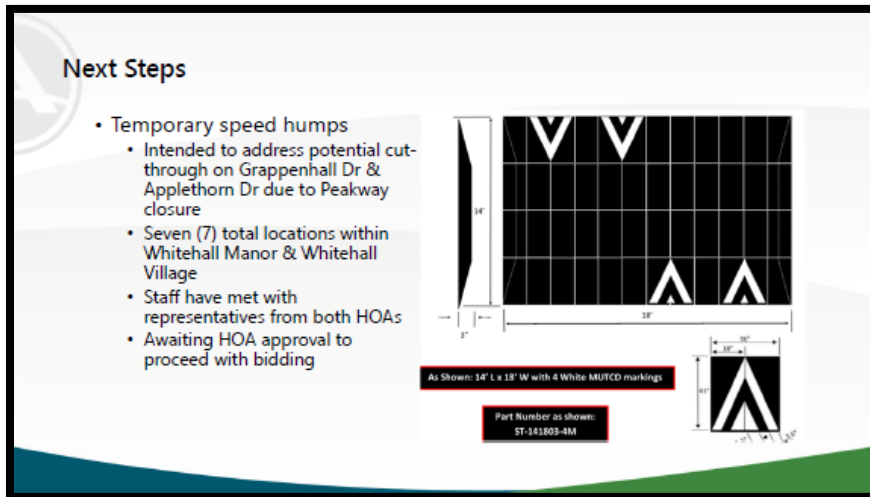 Next Steps
• Temporary speed humps
• Intended to address potential cut-
through on Grappenhall Dr &
Applethorn Dr due to Peakway
closure
• Seven (7) total locations within
Whitehall Manor & Whitehall
Village
• Staff have met with
representatives from both HOAs
• Awaiting HOA approval to
proceed with bidding
14'
3"
18'
As Shown: 14' L x 18' W with 4 White MUTCD markings
Part Number as shown:
ST-141803-4M